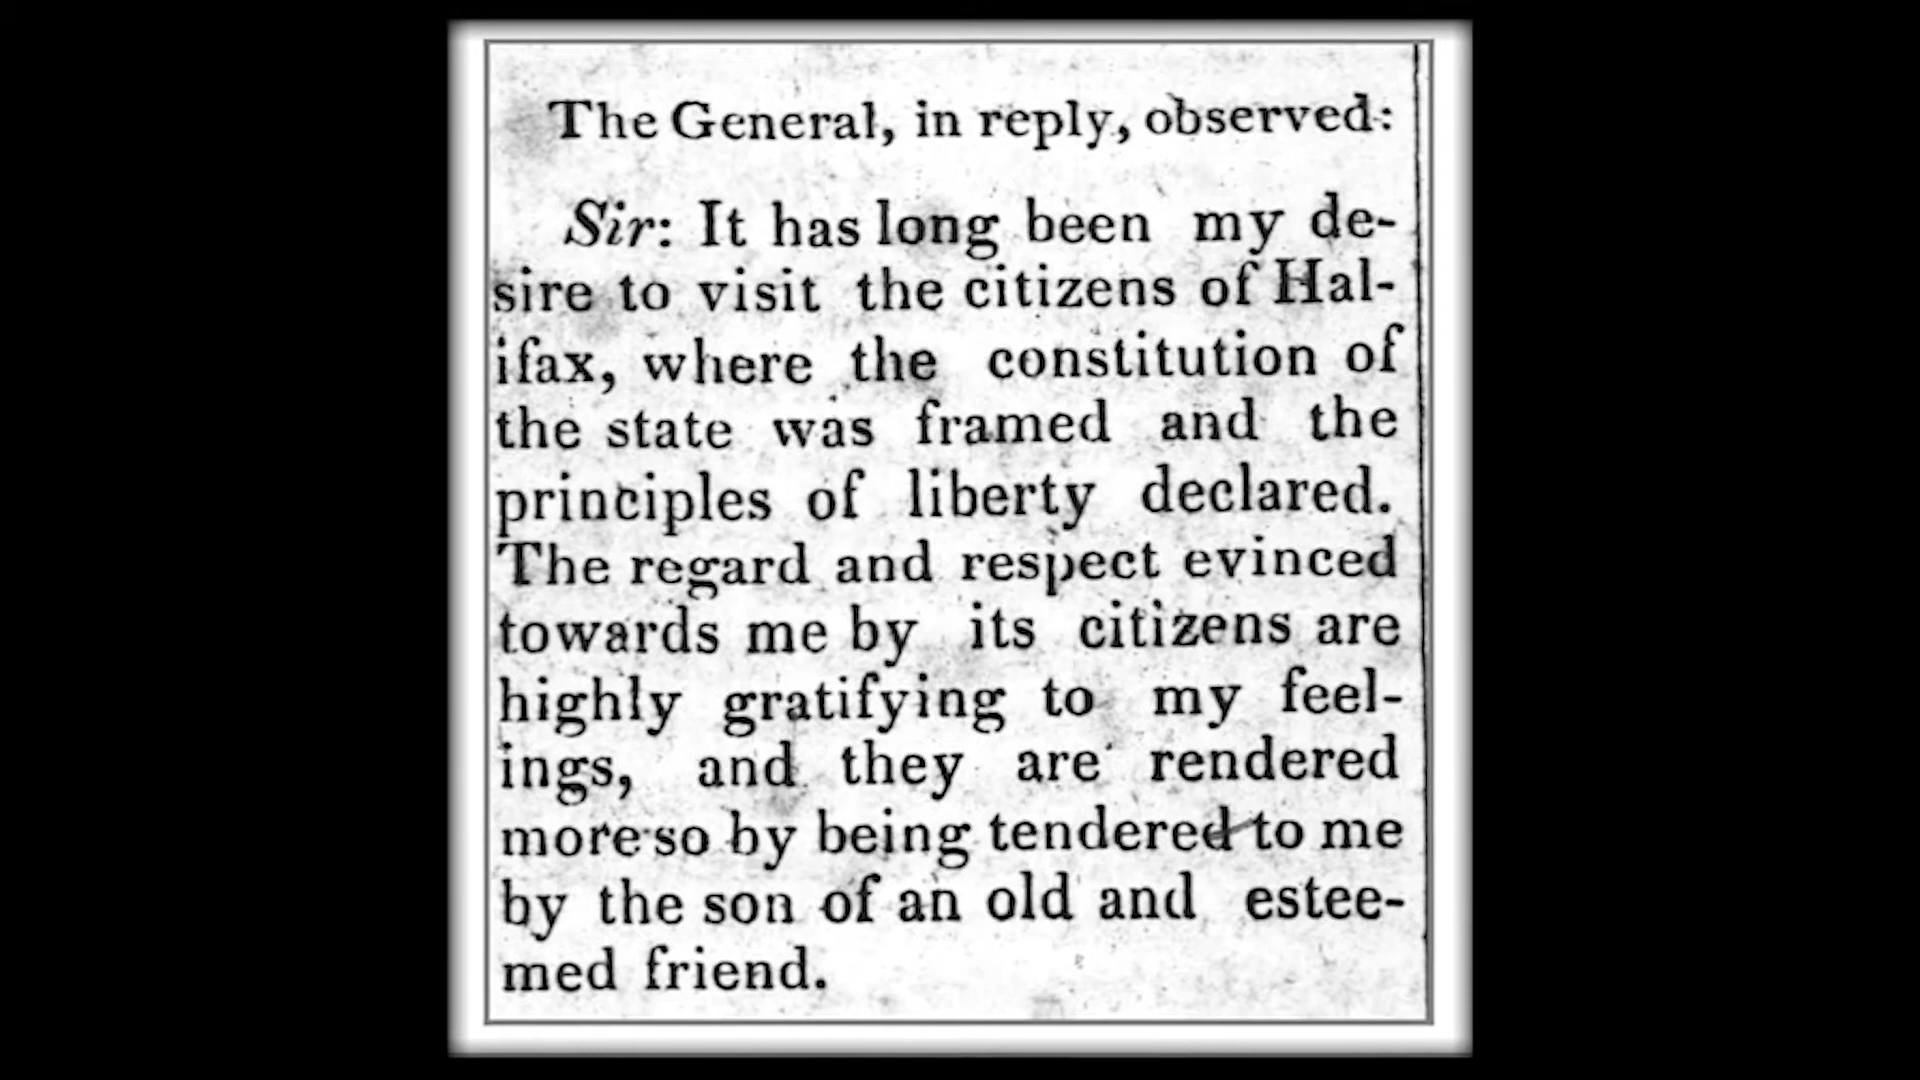 The General, in reply, observed:
Sir: It has long been my de-
sire to visit the citizens of Hal-
ifax, where the constitution of
the state was framed and the
principles of liberty declared.
The regard and respect evinced
towards me by its citizens are
highly gratifying to my feel-
ings, and they are rendered
more so by being tendered to me
by the son of an old and estee-
med friend.